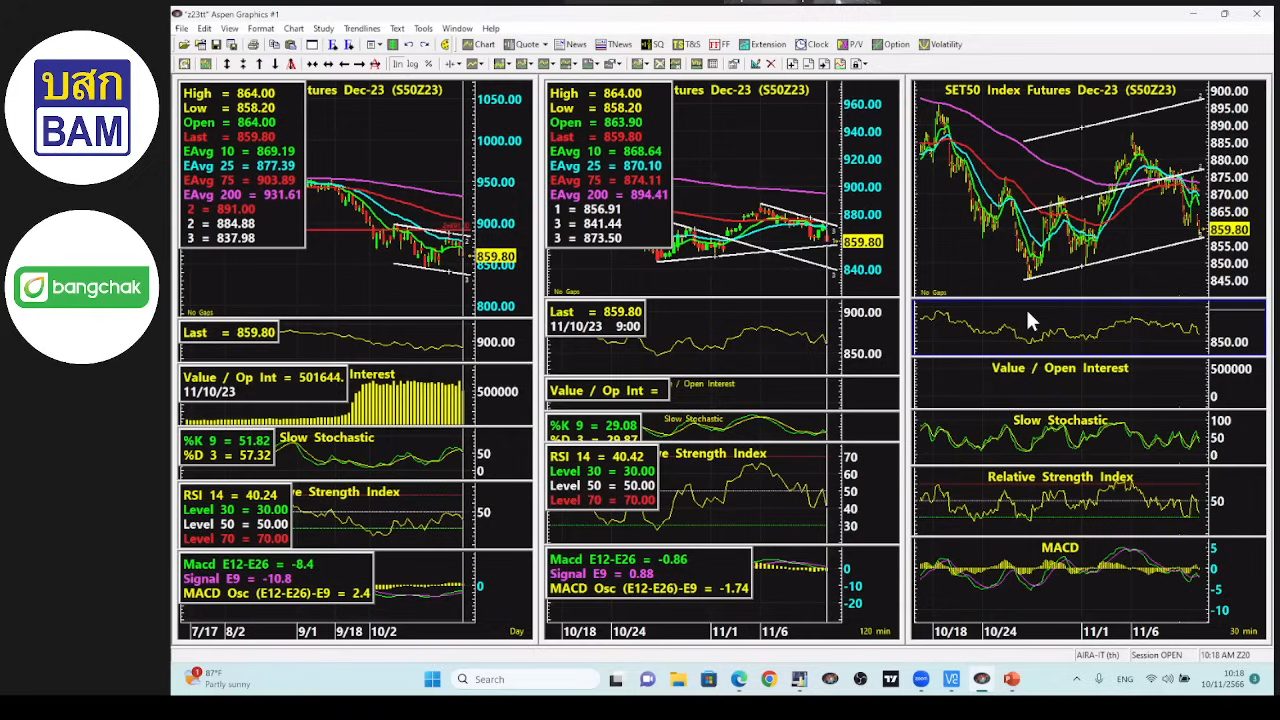 บสก
BAM
bangchak
"z23tt" Aspen Graphics #1
File Edit View Format Chart Study Trendlines Text Tools Window Help
Chart Quote News TNews SQ T&S FF Extension Clock P/V Option Volatility
lin log %
High = 864.00
Low = 858.20
Open = 864.00
Last = 859.80
EAvg 10 = 869.19
EAvg 25 = 877.39
EAvg 75 = 903.89
EAvg 200 = 931.61
2 = 891.00
2 = 884.88
3 = 837.98
tures Dec-23 (S50Z23)
1050.00
1000.00
950.00
900.00
859.80
850.00
800.00
No Gaps
Last = 859.80
900.00
Value / Op Int = 501644.
11/10/23
Interest
500000
%K 9 = 51.82
%D 3 = 57.32
Slow Stochastic
50
0
RSI 14 = 40.24
Level 30 = 30.00
Level 50 = 50.00
Level 70 = 70.00
ve Strength Index
50
Macd E12-E26 = -8.4
Signal E9 = -10.8
MACD Osc (E12-E26)-E9 = 2.4
0
7/17 8/2 9/1 9/18 10/2 Day
High = 864.00
Low = 858.20
Open = 863.90
Last = 859.80
EAvg 10 = 868.64
EAvg 25 = 870.10
EAvg 75 = 874.11
EAvg 200 = 894.41
1 = 856.91
3 = 841.44
3 = 873.50
tures Dec-23 (S50Z23)
960.00
940.00
920.00
900.00
880.00
859.80
840.00
No Gaps
Last = 859.80
11/10/23 9:00
900.00
850.00
Value / Op Int =
/ Open Interest
%K 9 = 29.08
%D 3 = 29.87
Slow Stochastic
RSI 14 = 40.42
Level 30 = 30.00
Level 50 = 50.00
Level 70 = 70.00
ve Strength Index
70
60
50
40
30
Macd E12-E26 = -0.86
Signal E9 = 0.88
MACD Osc (E12-E26)-E9 = -1.74
0
-10
-20
10/18 10/24 11/1 11/6 120 min
SET50 Index Futures Dec-23 (S50Z23)
900.00
895.00
890.00
885.00
880.00
875.00
870.00
865.00
859.80
855.00
850.00
845.00
No Gaps
850.00
Value / Open Interest
500000
0
Slow Stochastic
100
50
0
Relative Strength Index
50
MACD
5
0
-5
-10
10/18 10/24 11/1 11/6 30 min
AIRA-IT (th) Session OPEN 10:18 AM Z20
87°F
Partly sunny
Search
ENG
10:18
10/11/2566